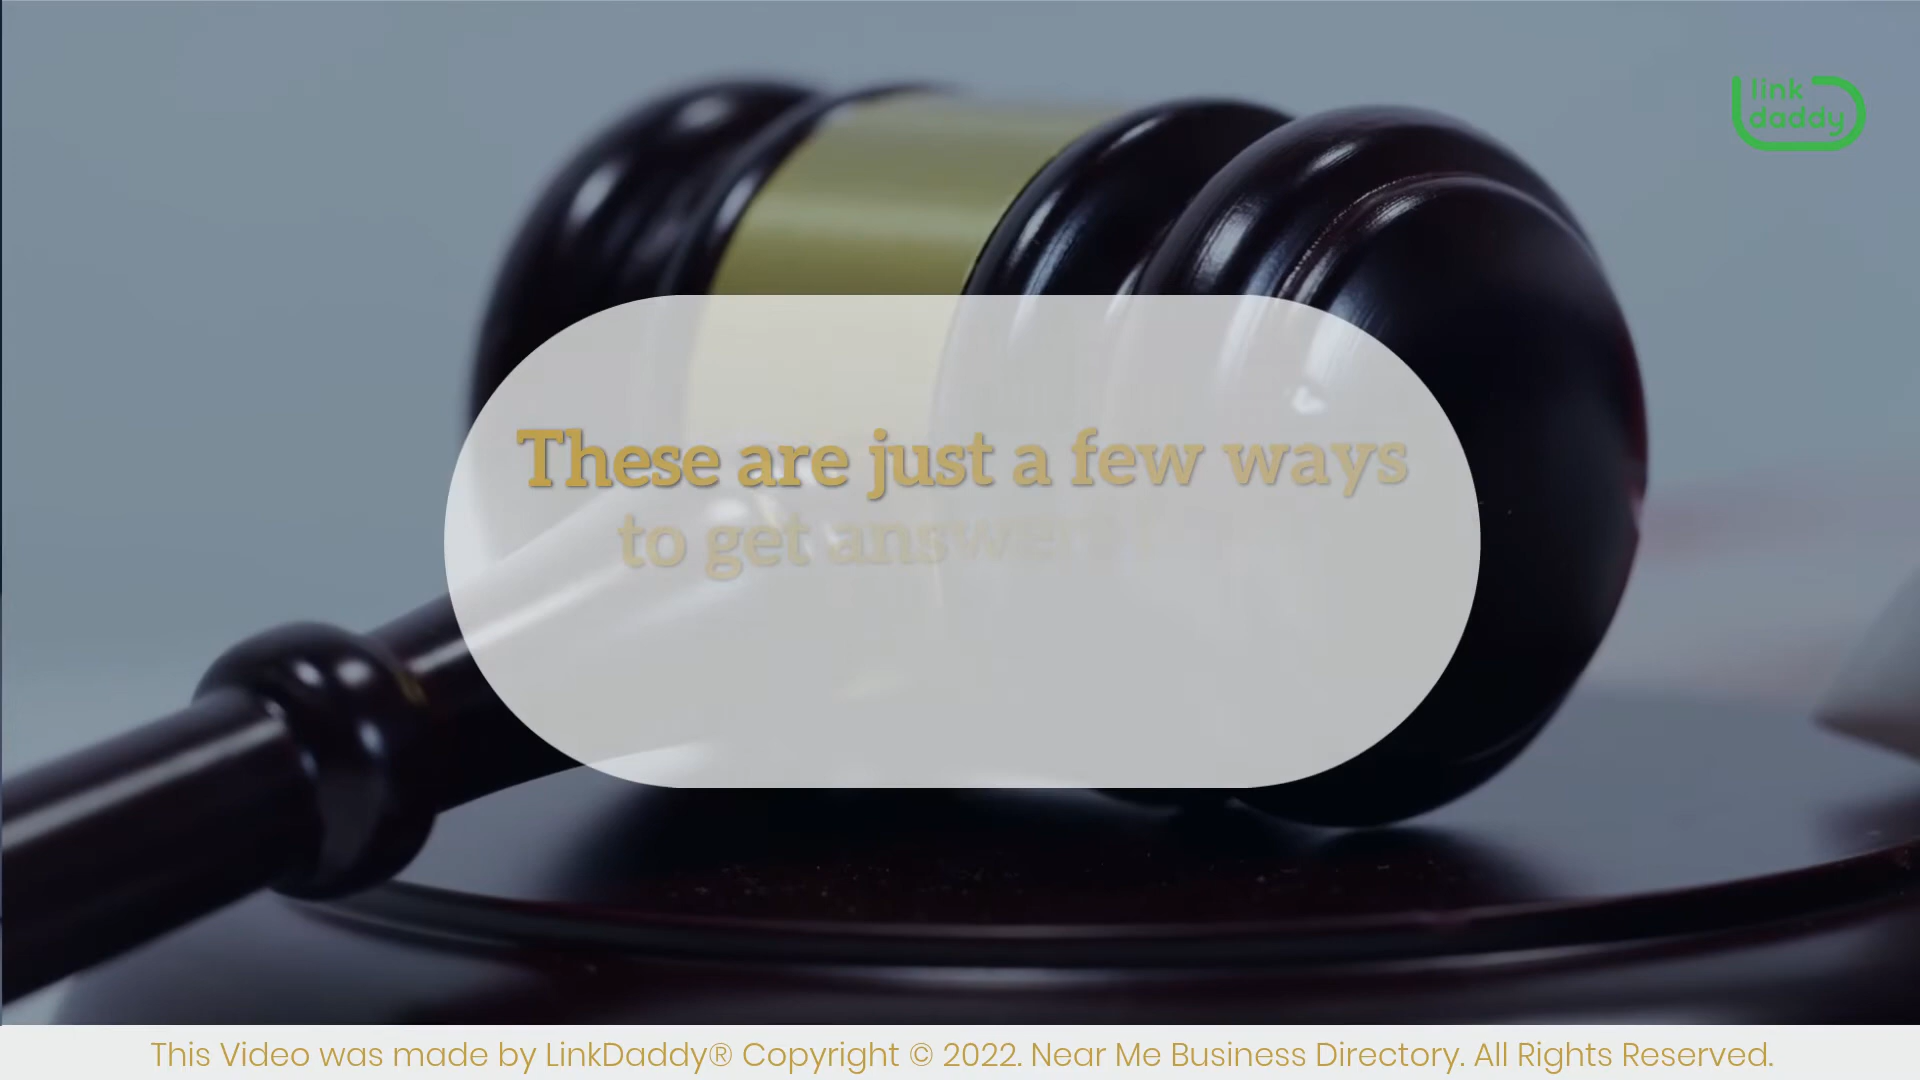 link
daddy
These are just a few ways
to get answers
This Video was made by LinkDaddy® Copyright © 2022. Near Me Business Directory. All Rights Reserved.